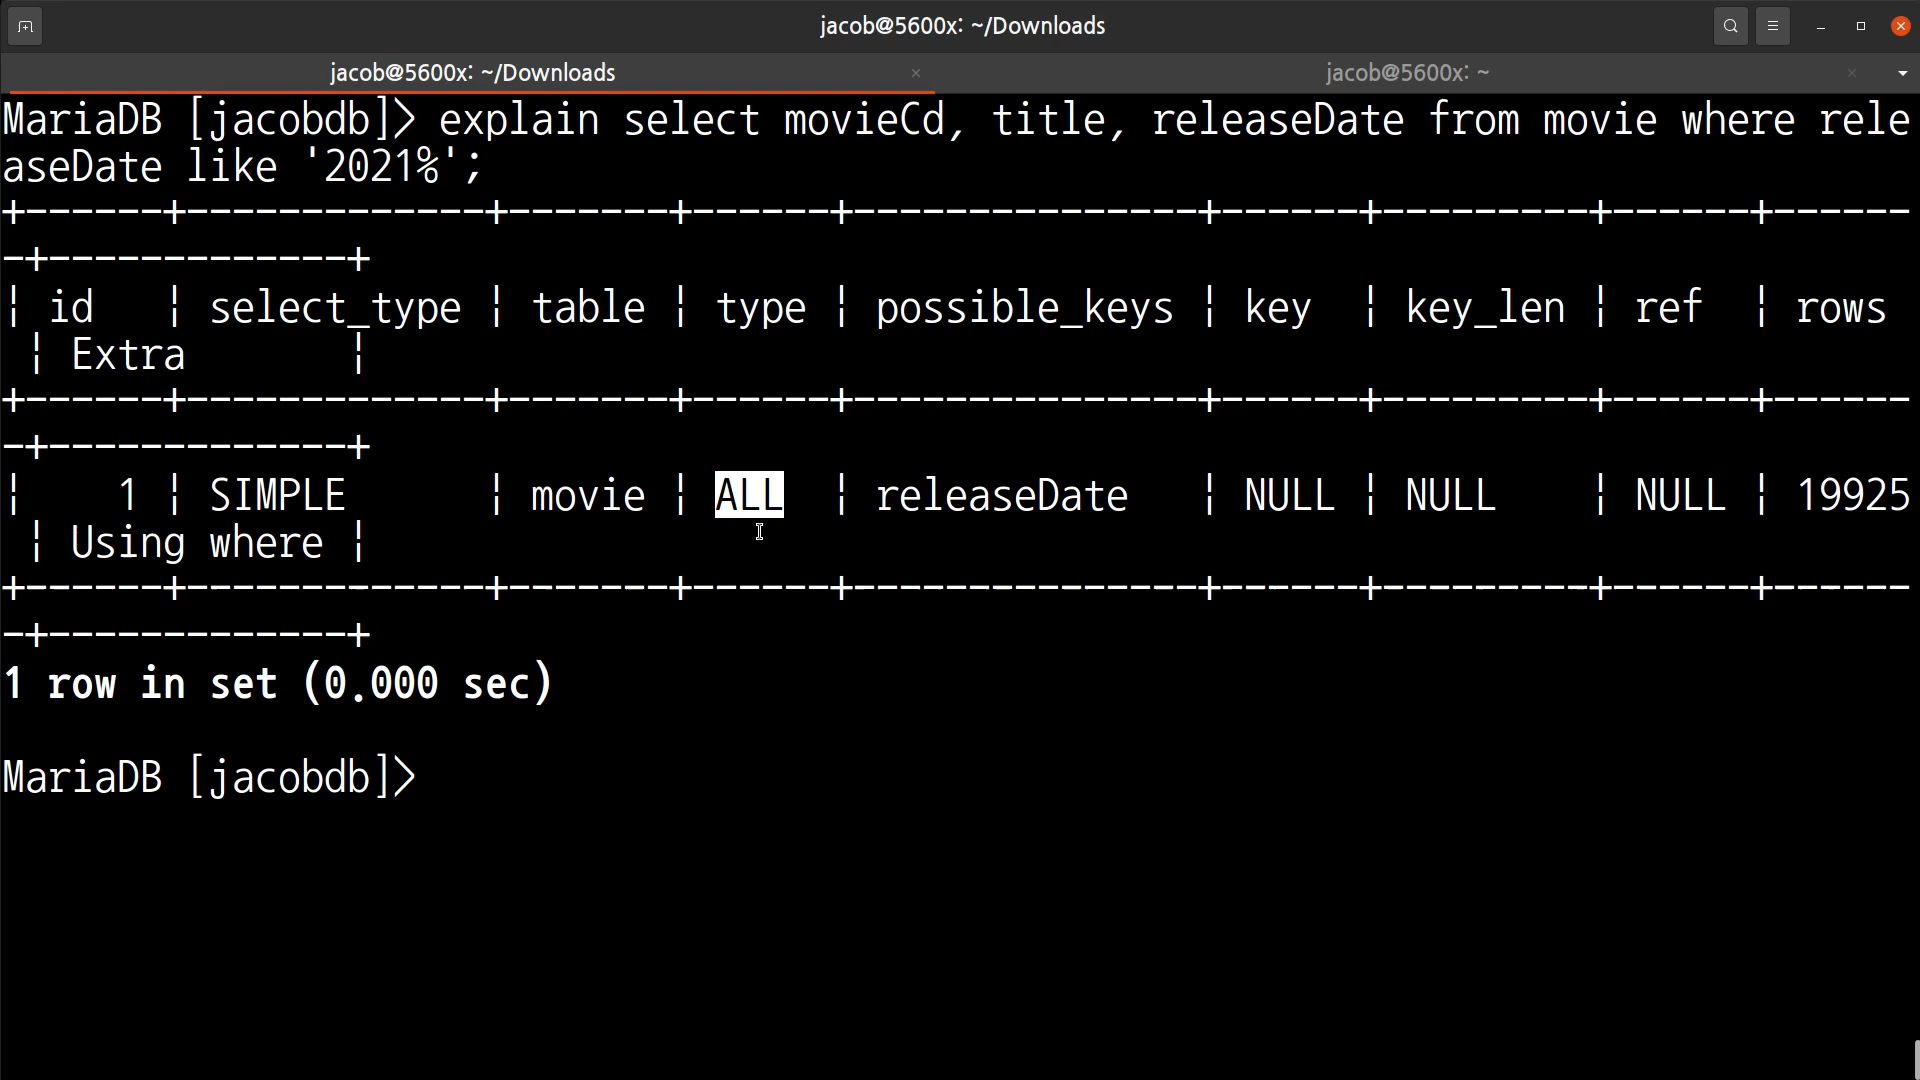 jacob@5600x: ~/Downloads
jacob@5600x: ~/Downloads × jacob@5600x: ~ ×
MariaDB [jacobdb]> explain select movieCd, title, releaseDate from movie where rele
aseDate like '2021%';
+------+-------------+-------+------+---------------+------+---------+------+------
-+-------------+
| id   | select_type | table | type | possible_keys | key  | key_len | ref  | rows 
 | Extra       |
+------+-------------+-------+------+---------------+------+---------+------+------
-+-------------+
|    1 | SIMPLE      | movie | ALL  | releaseDate   | NULL | NULL    | NULL | 19925
 | Using where |
+------+-------------+-------+------+---------------+------+---------+------+------
-+-------------+
1 row in set (0.000 sec)
MariaDB [jacobdb]>